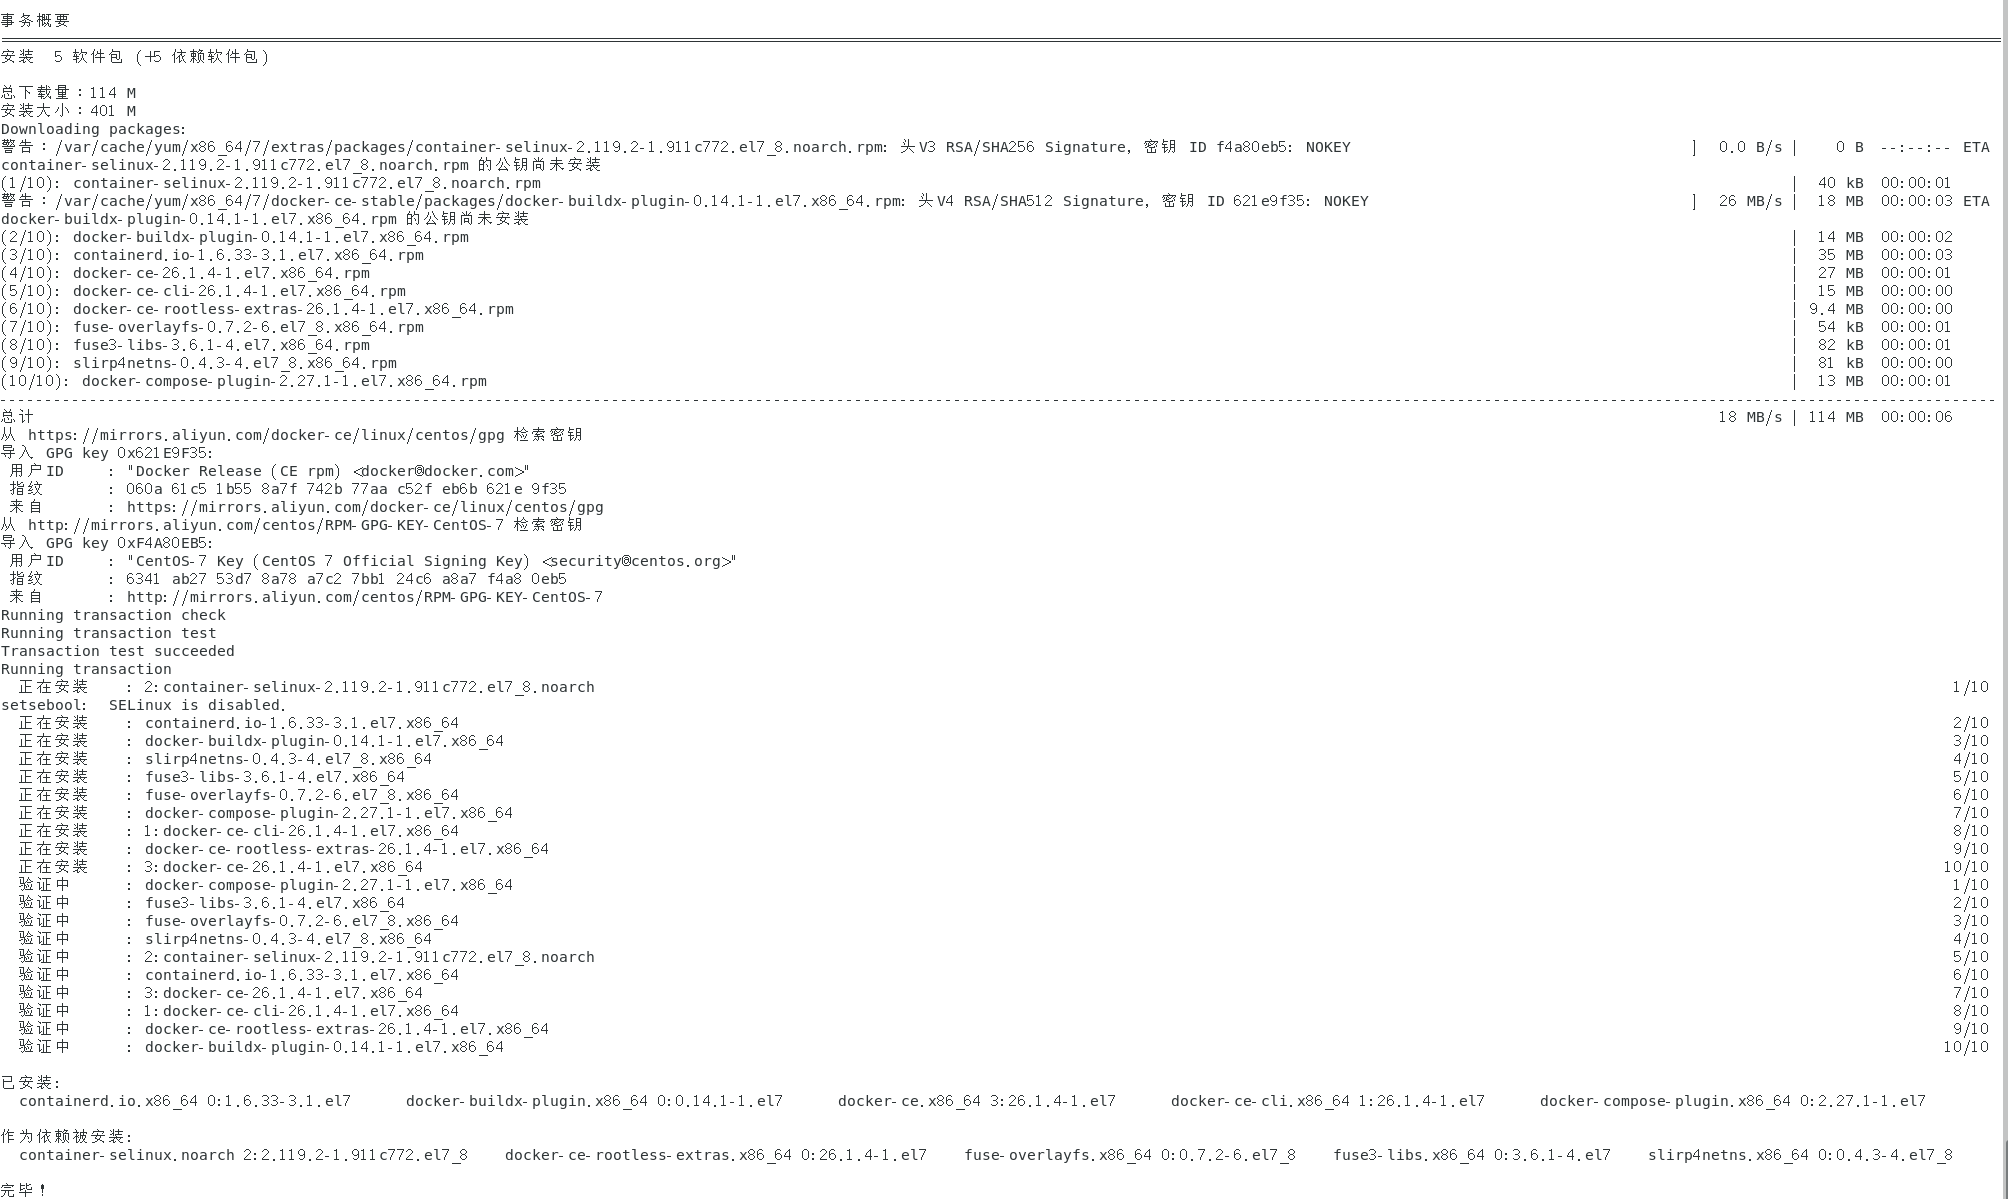 事务概要
安装  5 软件包 (+5 依赖软件包)
总下载量：114 M
安装大小：401 M
Downloading packages:
警告：/var/cache/yum/x86_64/7/extras/packages/container-selinux-2.119.2-1.911c772.el7_8.noarch.rpm: 头V3 RSA/SHA256 Signature, 密钥 ID f4a80eb5: NOKEY ] 0.0 B/s | 0 B --:--:-- ETA
container-selinux-2.119.2-1.911c772.el7_8.noarch.rpm 的公钥尚未安装
(1/10): container-selinux-2.119.2-1.911c772.el7_8.noarch.rpm | 40 kB 00:00:01
警告：/var/cache/yum/x86_64/7/docker-ce-stable/packages/docker-buildx-plugin-0.14.1-1.el7.x86_64.rpm: 头V4 RSA/SHA512 Signature, 密钥 ID 621e9f35: NOKEY ] 26 MB/s | 18 MB 00:00:03 ETA
docker-buildx-plugin-0.14.1-1.el7.x86_64.rpm 的公钥尚未安装
(2/10): docker-buildx-plugin-0.14.1-1.el7.x86_64.rpm | 14 MB 00:00:02
(3/10): containerd.io-1.6.33-3.1.el7.x86_64.rpm | 35 MB 00:00:03
(4/10): docker-ce-26.1.4-1.el7.x86_64.rpm | 27 MB 00:00:01
(5/10): docker-ce-cli-26.1.4-1.el7.x86_64.rpm | 15 MB 00:00:00
(6/10): docker-ce-rootless-extras-26.1.4-1.el7.x86_64.rpm | 9.4 MB 00:00:00
(7/10): fuse-overlayfs-0.7.2-6.el7_8.x86_64.rpm | 54 kB 00:00:01
(8/10): fuse3-libs-3.6.1-4.el7.x86_64.rpm | 82 kB 00:00:01
(9/10): slirp4netns-0.4.3-4.el7_8.x86_64.rpm | 81 kB 00:00:00
(10/10): docker-compose-plugin-2.27.1-1.el7.x86_64.rpm | 13 MB 00:00:01
总计 18 MB/s | 114 MB 00:00:06
从 https://mirrors.aliyun.com/docker-ce/linux/centos/gpg 检索密钥
导入 GPG key 0x621E9F35:
用户ID : "Docker Release (CE rpm) <docker@docker.com>"
指纹 : 060a 61c5 1b55 8a7f 742b 77aa c52f eb6b 621e 9f35
来自 : https://mirrors.aliyun.com/docker-ce/linux/centos/gpg
从 http://mirrors.aliyun.com/centos/RPM-GPG-KEY-CentOS-7 检索密钥
导入 GPG key 0xF4A80EB5:
用户ID : "CentOS-7 Key (CentOS 7 Official Signing Key) <security@centos.org>"
指纹 : 6341 ab27 53d7 8a78 a7c2 7bb1 24c6 a8a7 f4a8 0eb5
来自 : http://mirrors.aliyun.com/centos/RPM-GPG-KEY-CentOS-7
Running transaction check
Running transaction test
Transaction test succeeded
Running transaction
正在安装 : 2:container-selinux-2.119.2-1.911c772.el7_8.noarch 1/10
setsebool:  SELinux is disabled.
正在安装 : containerd.io-1.6.33-3.1.el7.x86_64 2/10
正在安装 : docker-buildx-plugin-0.14.1-1.el7.x86_64 3/10
正在安装 : slirp4netns-0.4.3-4.el7_8.x86_64 4/10
正在安装 : fuse3-libs-3.6.1-4.el7.x86_64 5/10
正在安装 : fuse-overlayfs-0.7.2-6.el7_8.x86_64 6/10
正在安装 : docker-compose-plugin-2.27.1-1.el7.x86_64 7/10
正在安装 : 1:docker-ce-cli-26.1.4-1.el7.x86_64 8/10
正在安装 : docker-ce-rootless-extras-26.1.4-1.el7.x86_64 9/10
正在安装 : 3:docker-ce-26.1.4-1.el7.x86_64 10/10
验证中 : docker-compose-plugin-2.27.1-1.el7.x86_64 1/10
验证中 : fuse3-libs-3.6.1-4.el7.x86_64 2/10
验证中 : fuse-overlayfs-0.7.2-6.el7_8.x86_64 3/10
验证中 : slirp4netns-0.4.3-4.el7_8.x86_64 4/10
验证中 : 2:container-selinux-2.119.2-1.911c772.el7_8.noarch 5/10
验证中 : containerd.io-1.6.33-3.1.el7.x86_64 6/10
验证中 : 3:docker-ce-26.1.4-1.el7.x86_64 7/10
验证中 : 1:docker-ce-cli-26.1.4-1.el7.x86_64 8/10
验证中 : docker-ce-rootless-extras-26.1.4-1.el7.x86_64 9/10
验证中 : docker-buildx-plugin-0.14.1-1.el7.x86_64 10/10
已安装:
containerd.io.x86_64 0:1.6.33-3.1.el7 docker-buildx-plugin.x86_64 0:0.14.1-1.el7 docker-ce.x86_64 3:26.1.4-1.el7 docker-ce-cli.x86_64 1:26.1.4-1.el7 docker-compose-plugin.x86_64 0:2.27.1-1.el7
作为依赖被安装:
container-selinux.noarch 2:2.119.2-1.911c772.el7_8 docker-ce-rootless-extras.x86_64 0:26.1.4-1.el7 fuse-overlayfs.x86_64 0:0.7.2-6.el7_8 fuse3-libs.x86_64 0:3.6.1-4.el7 slirp4netns.x86_64 0:0.4.3-4.el7_8
完毕！